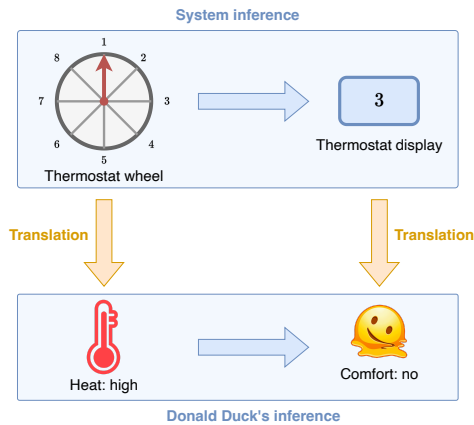 System inference
1
8 2
7 3
6 4
5
3
Thermostat wheel
Thermostat display
Translation
Translation
Heat: high
Comfort: no
Donald Duck's inference